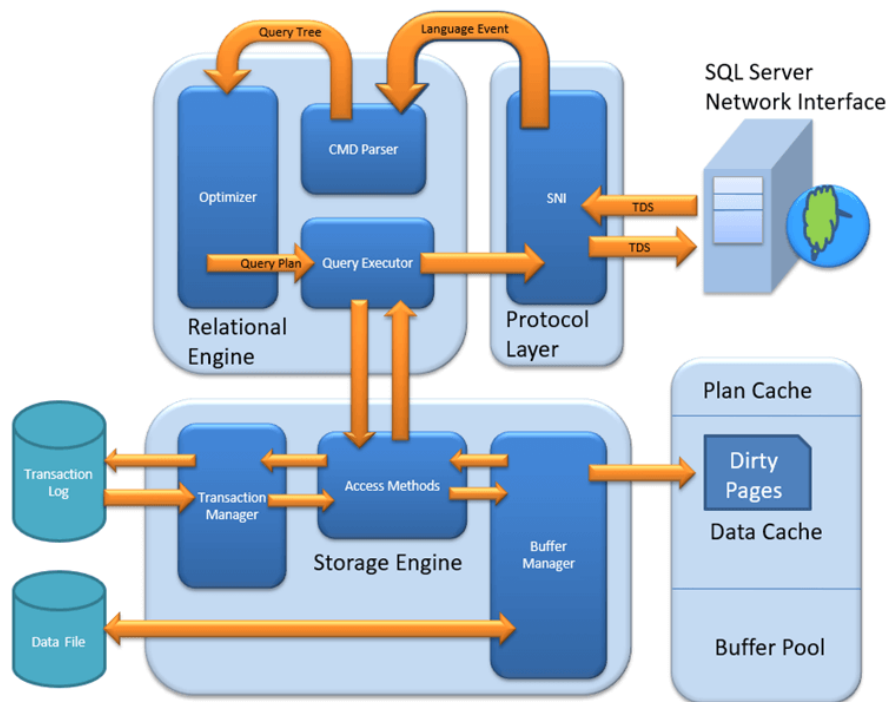 Query Tree
Language Event
SQL Server
Network Interface
CMD Parser
Optimizer
SNI
TDS
TDS
Query Plan
Query Executor
Relational
Engine
Protocol
Layer
Plan Cache
Transaction
Log
Transaction
Manager
Access Methods
Dirty
Pages
Data Cache
Storage Engine
Buffer
Manager
Data File
Buffer Pool